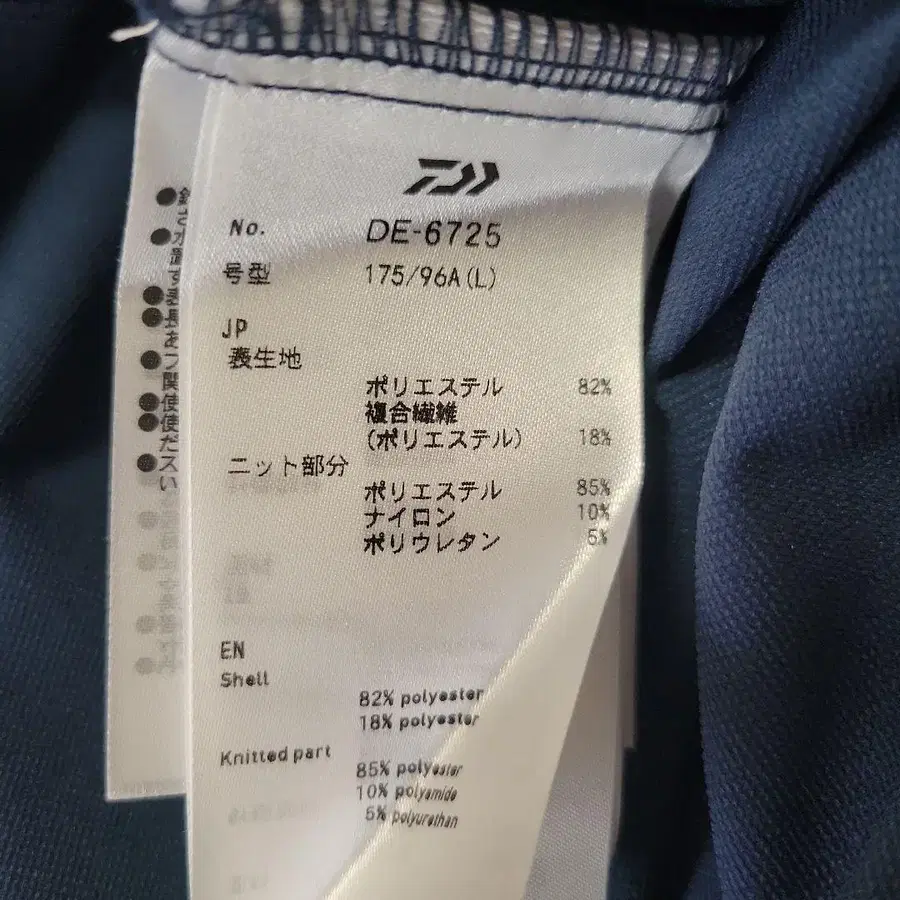 No. DE-6725
号型 175/96A(L)
JP
表生地
ポリエステル 82%
複合繊維
(ポリエステル) 18%
ニット部分
ポリエステル 85%
ナイロン 10%
ポリウレタン 5%
EN
Shell
82% polyester
18% polyester
Knitted part
85% polyester
10% polyamide
5% polyurathan